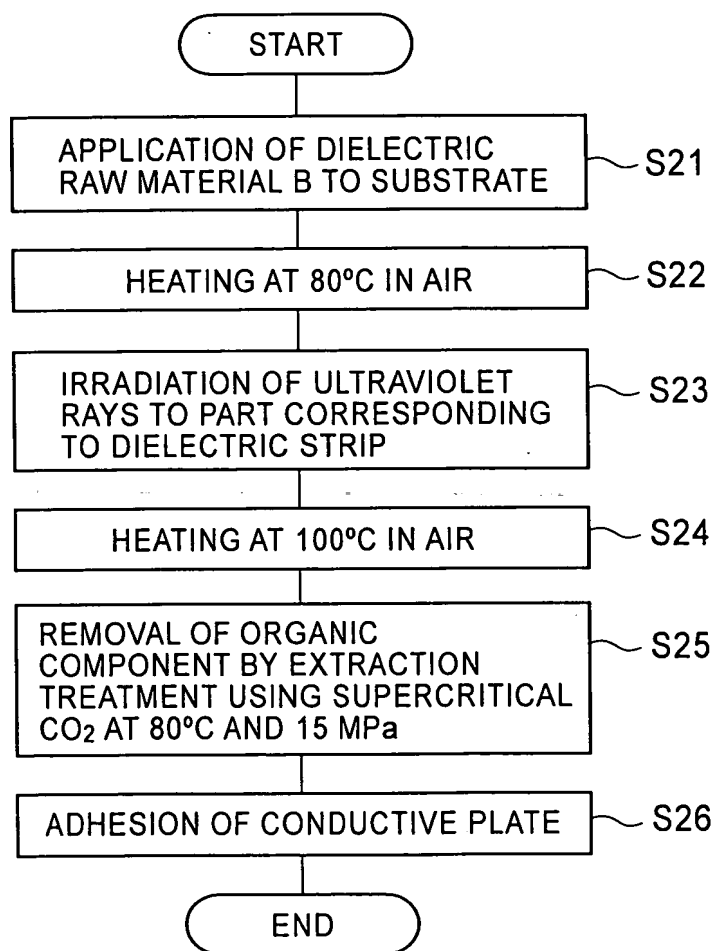 START
APPLICATION OF DIELECTRIC
RAW MATERIAL B TO SUBSTRATE
S21
HEATING AT 80ºC IN AIR
S22
IRRADIATION OF ULTRAVIOLET
RAYS TO PART CORRESPONDING
TO DIELECTRIC STRIP
S23
HEATING AT 100ºC IN AIR
S24
REMOVAL OF ORGANIC
COMPONENT BY EXTRACTION
TREATMENT USING SUPERCRITICAL
CO₂ AT 80ºC AND 15 MPa
S25
ADHESION OF CONDUCTIVE PLATE
S26
END